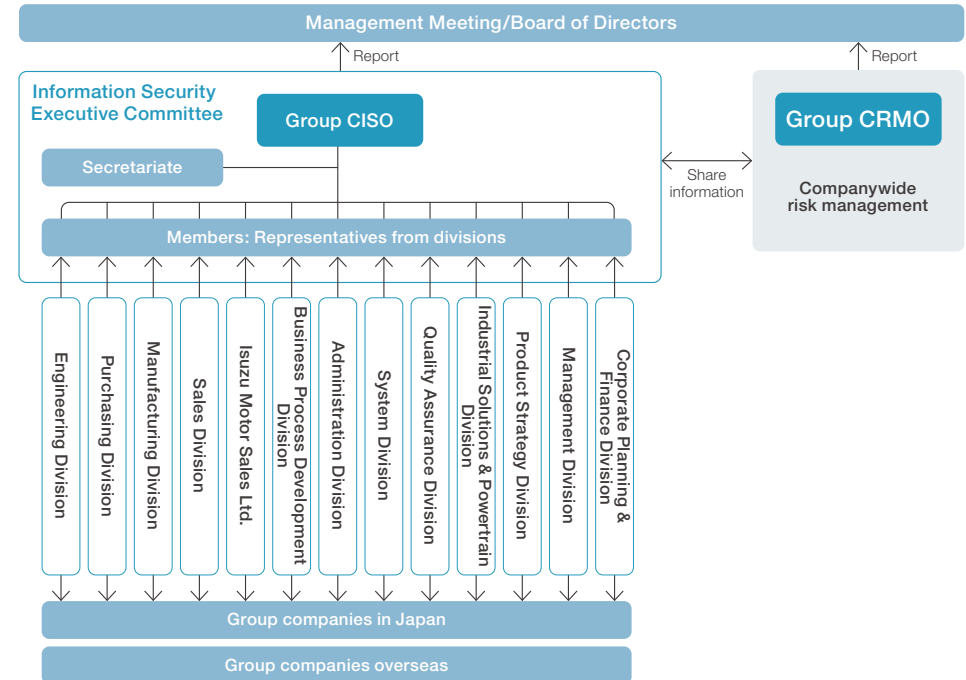 Management Meeting/Board of Directors
Report
Report
Information Security
Executive Committee
Group CISO
Group CRMO
Secretariate
Share
information
Companywide
risk management
Members: Representatives from divisions
Engineering Division
Purchasing Division
Manufacturing Division
Sales Division
Isuzu Motor Sales Ltd.
Business Process Development
Division
Administration Division
System Division
Quality Assurance Division
Industrial Solutions & Powertrain
Division
Product Strategy Division
Management Division
Corporate Planning &
Finance Division
Group companies in Japan
Group companies overseas